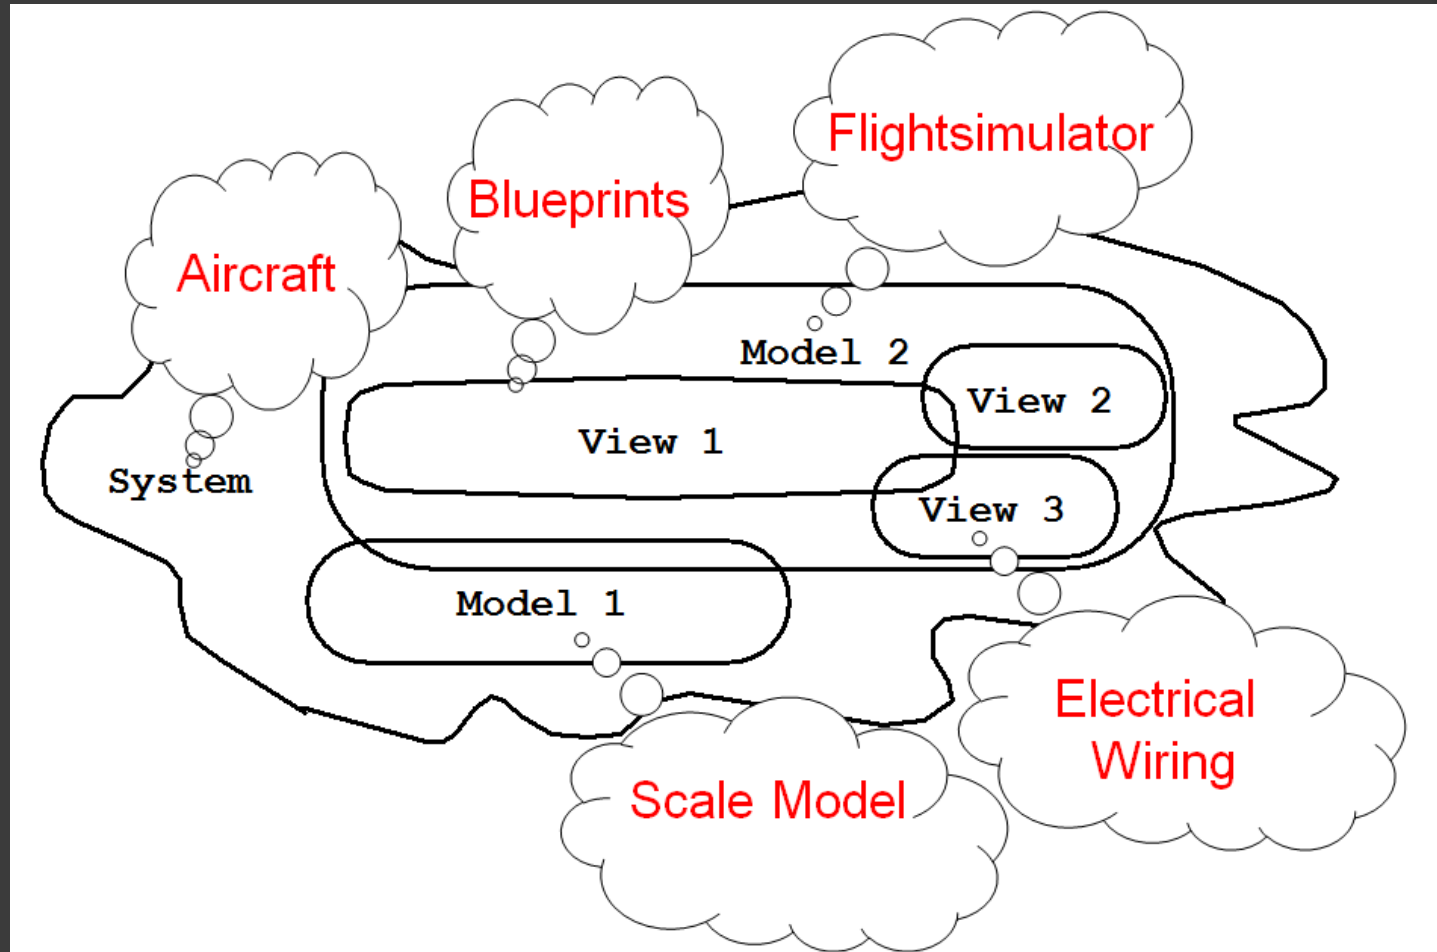 Flightsimulator
Blueprints
Aircraft
Model 2
View 2
View 1
System
View 3
Model 1
Electrical
Wiring
Scale Model